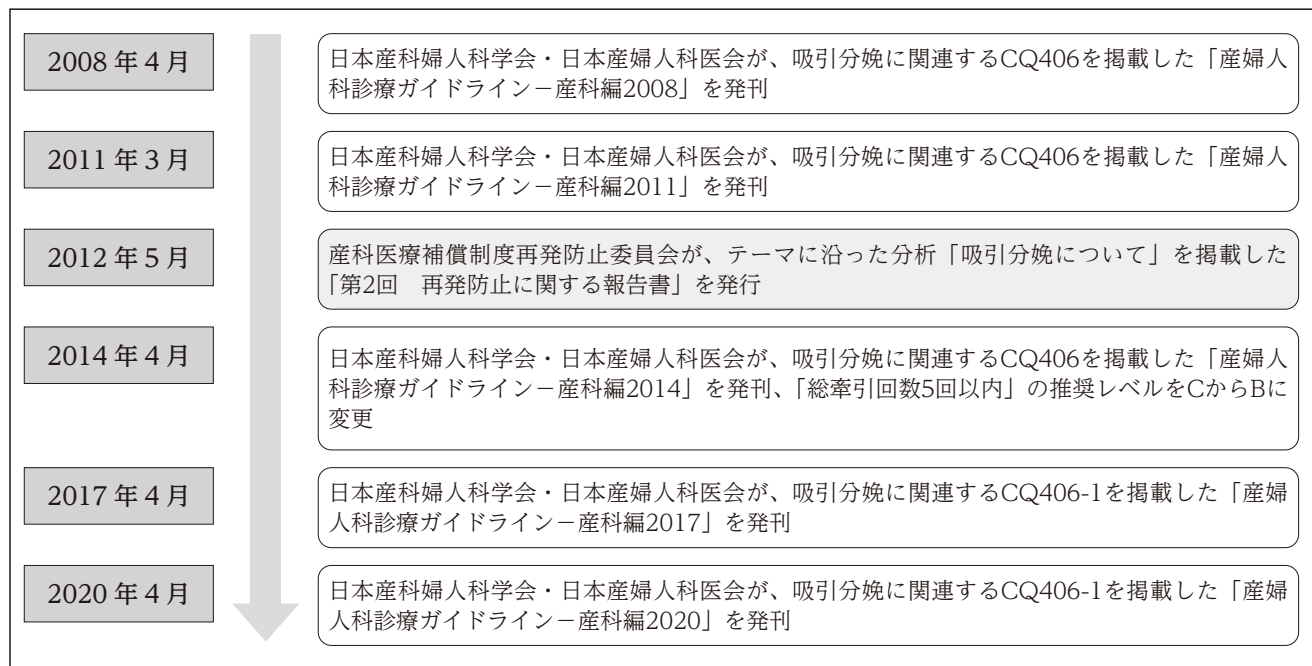 2008年4月
日本産科婦人科学会・日本産婦人科医会が、吸引分娩に関連するCQ406を掲載した「産婦人
科診療ガイドライン－産科編2008」を発刊
2011年3月
日本産科婦人科学会・日本産婦人科医会が、吸引分娩に関連するCQ406を掲載した「産婦人
科診療ガイドライン－産科編2011」を発刊
2012年5月
産科医療補償制度再発防止委員会が、テーマに沿った分析「吸引分娩について」を掲載した
「第2回　再発防止に関する報告書」を発行
2014年4月
日本産科婦人科学会・日本産婦人科医会が、吸引分娩に関連するCQ406を掲載した「産婦人
科診療ガイドライン－産科編2014」を発刊、「総牽引回数5回以内」の推奨レベルをCからBに
変更
2017年4月
日本産科婦人科学会・日本産婦人科医会が、吸引分娩に関連するCQ406-1を掲載した「産婦
人科診療ガイドライン－産科編2017」を発刊
2020年4月
日本産科婦人科学会・日本産婦人科医会が、吸引分娩に関連するCQ406-1を掲載した「産婦
人科診療ガイドライン－産科編2020」を発刊